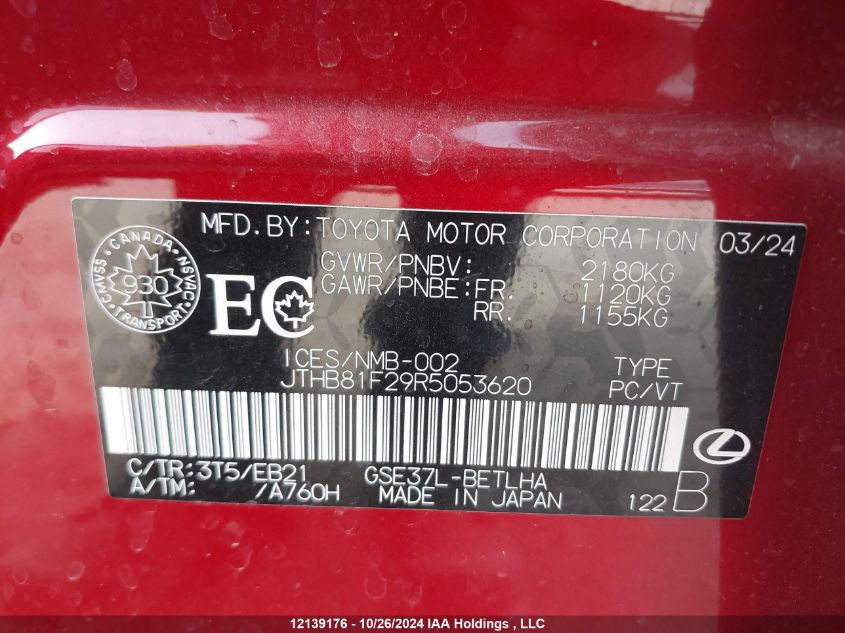 MFD.BY:TOYOTA MOTOR CORPORATION 03/24
CANADA
CMVSS 930 NSVAC
TRANSPORT
EC
GVWR/PNBV: 2180KG
GAWR/PNBE:FR. 1120KG
RR. 1155KG
ICES/NMB-002 TYPE
JTHB81F29R5053620 PC/VT
C/TR:3T5/EB21 GSE37L-BETLHA
A/TM: /A760H MADE IN JAPAN 122 B
12139176 - 10/26/2024 IAA Holdings , LLC